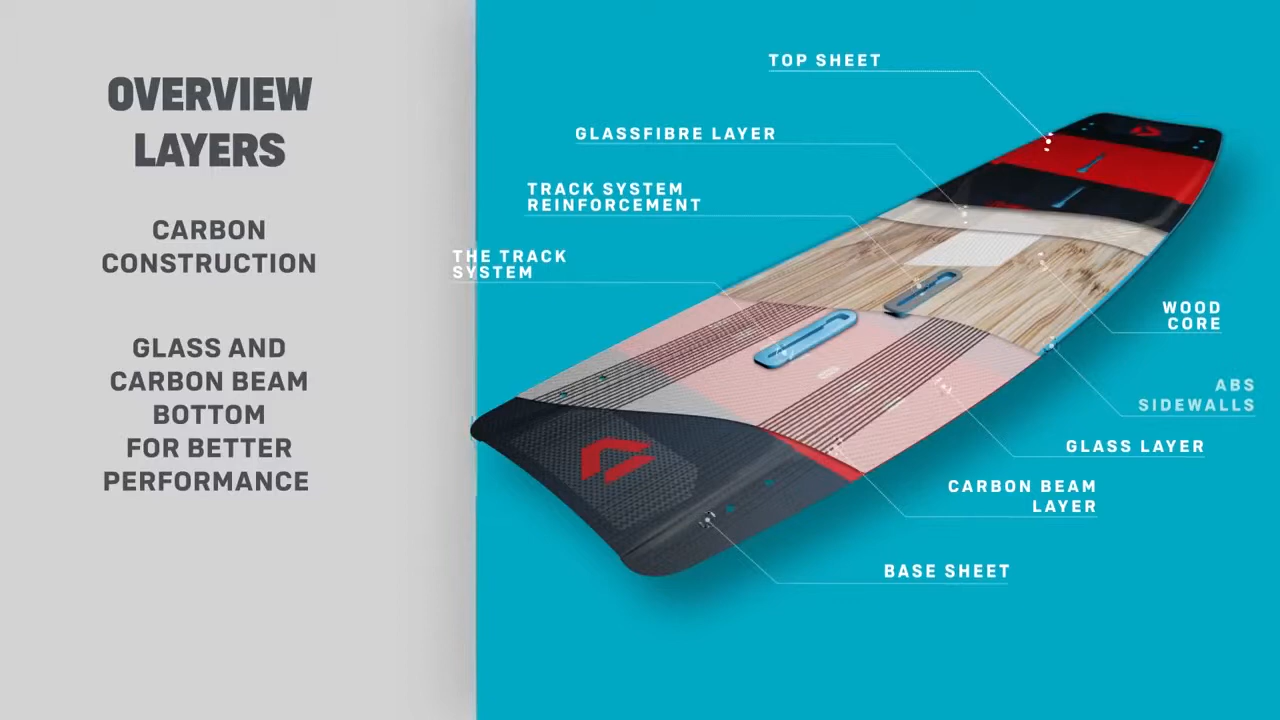 OVERVIEW
LAYERS
CARBON
CONSTRUCTION
GLASS AND
CARBON BEAM
BOTTOM
FOR BETTER
PERFORMANCE
TOP SHEET
GLASSFIBRE LAYER
TRACK SYSTEM
REINFORCEMENT
THE TRACK
SYSTEM
WOOD
CORE
ABS
SIDEWALLS
GLASS LAYER
CARBON BEAM
LAYER
BASE SHEET